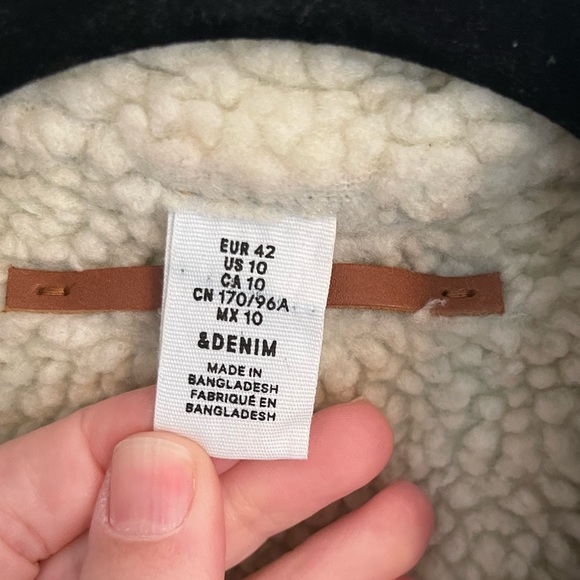 EUR 42
US 10
CA 10
CN 170/96A
MX 10
&DENIM
MADE IN
BANGLADESH
FABRIQUÉ EN
BANGLADESH